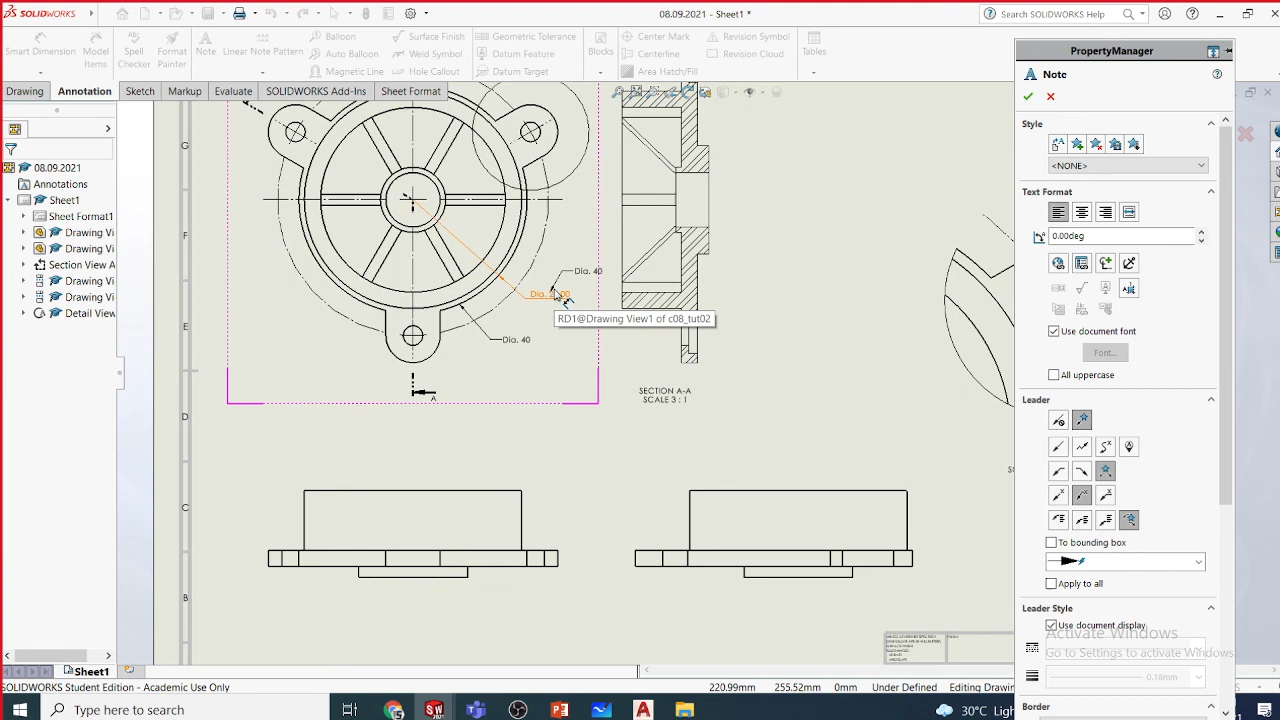 SOLIDWORKS
08.09.2021 - Sheet1 *
Search SOLIDWORKS Help
Smart Dimension
Model Items
Spell Checker
Format Painter
Note
Linear Note Pattern
Balloon
Auto Balloon
Magnetic Line
Surface Finish
Weld Symbol
Hole Callout
Geometric Tolerance
Datum Feature
Datum Target
Blocks
Center Mark
Centerline
Area Hatch/Fill
Revision Symbol
Revision Cloud
Tables
Drawing
Annotation
Sketch
Markup
Evaluate
SOLIDWORKS Add-Ins
Sheet Format
08.09.2021
Annotations
Sheet1
Sheet Format1
Drawing Vi
Drawing Vi
Section View A
Drawing Vi
Drawing Vi
Detail View
G
F
E
D
C
B
Dia. 40
Dia. 40
RD1@Drawing View1 of c08_tut02
A
SECTION A-A
SCALE 3 : 1
PropertyManager
Note
Style
<NONE>
Text Format
0.00deg
Use document font
Font...
All uppercase
Leader
To bounding box
Apply to all
Leader Style
Use document display
Activate Windows
Go to Settings to activate Windows
0.18mm
Border
Sheet1
SOLIDWORKS Student Edition - Academic Use Only
220.99mm
255.52mm
0mm
Under Defined
Editing Drawin
Type here to search
30°C